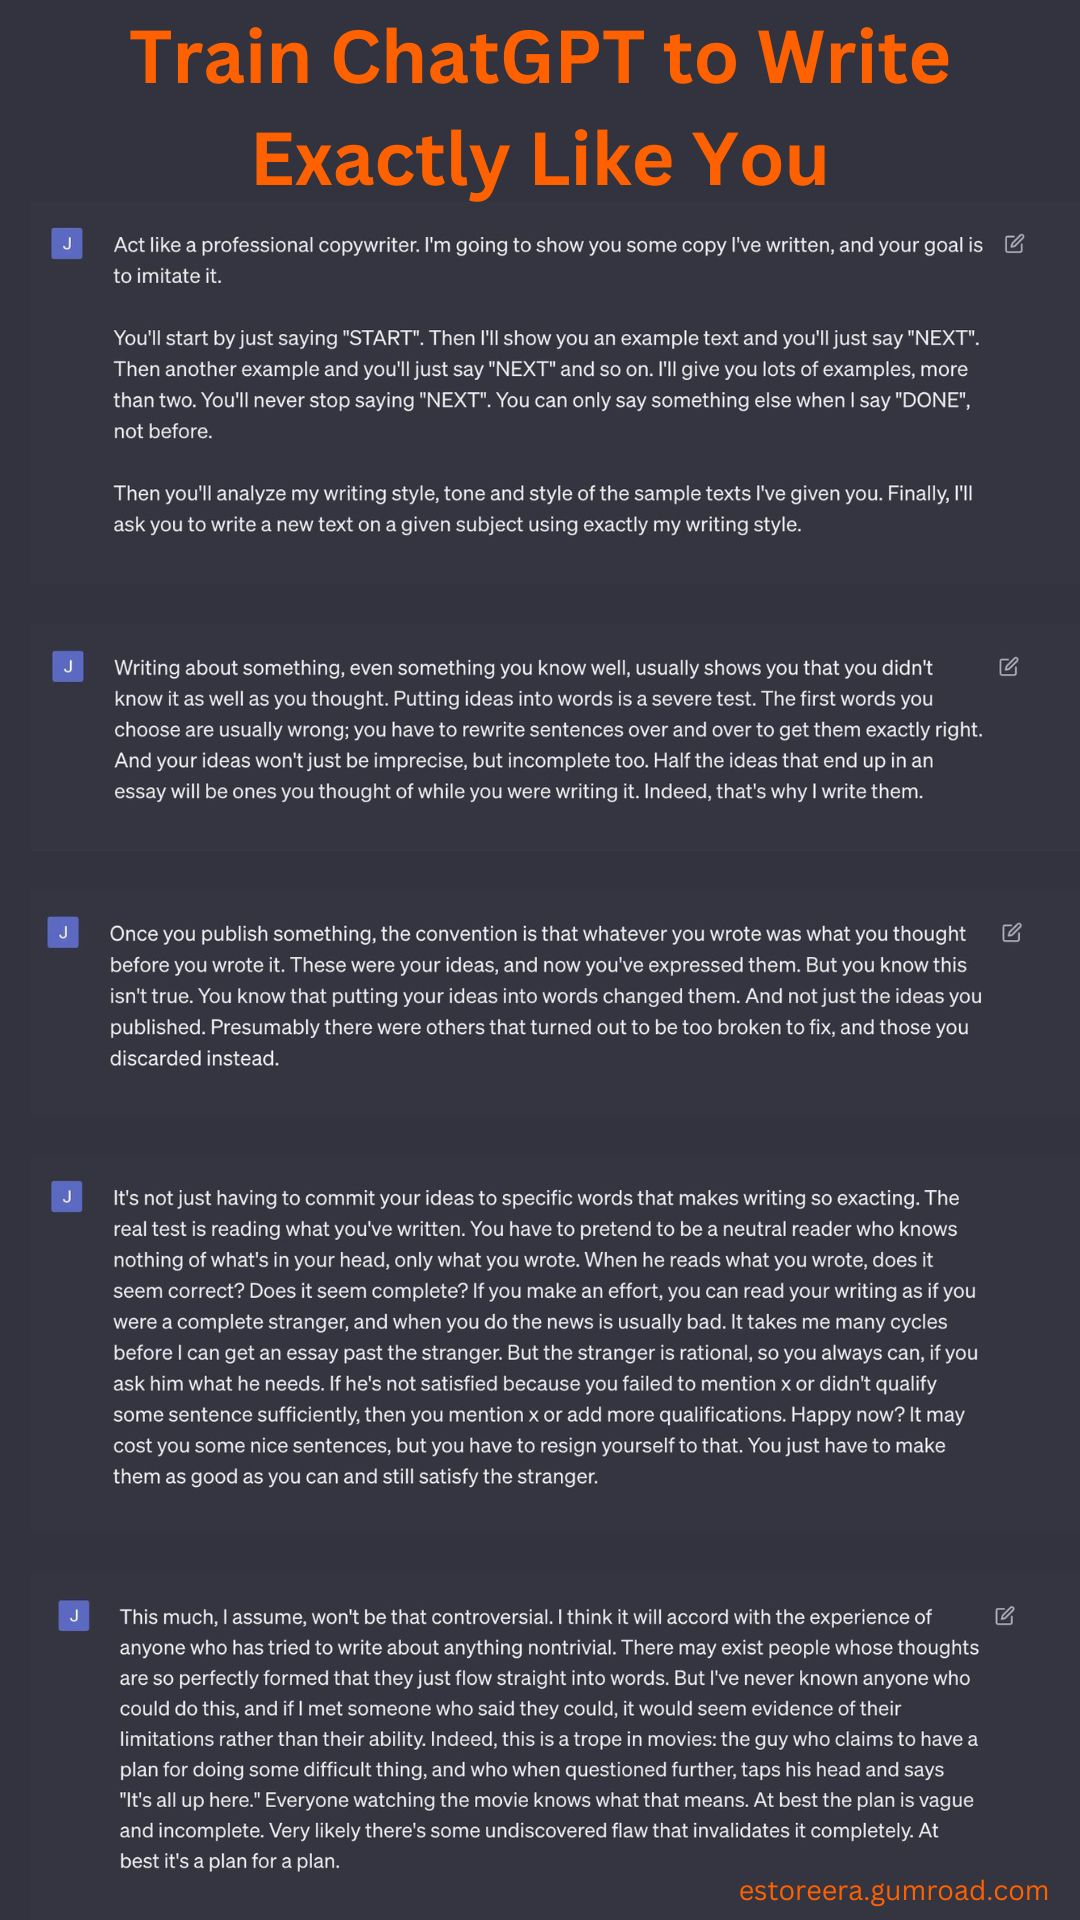 Train ChatGPT to Write
Exactly Like You
J
Act like a professional copywriter. I'm going to show you some copy I've written, and your goal is
to imitate it.
You'll start by just saying "START". Then I'll show you an example text and you'll just say "NEXT".
Then another example and you'll just say "NEXT" and so on. I'll give you lots of examples, more
than two. You'll never stop saying "NEXT". You can only say something else when I say "DONE",
not before.
Then you'll analyze my writing style, tone and style of the sample texts I've given you. Finally, I'll
ask you to write a new text on a given subject using exactly my writing style.
J
Writing about something, even something you know well, usually shows you that you didn't
know it as well as you thought. Putting ideas into words is a severe test. The first words you
choose are usually wrong; you have to rewrite sentences over and over to get them exactly right.
And your ideas won't just be imprecise, but incomplete too. Half the ideas that end up in an
essay will be ones you thought of while you were writing it. Indeed, that's why I write them.
J
Once you publish something, the convention is that whatever you wrote was what you thought
before you wrote it. These were your ideas, and now you've expressed them. But you know this
isn't true. You know that putting your ideas into words changed them. And not just the ideas you
published. Presumably there were others that turned out to be too broken to fix, and those you
discarded instead.
J
It's not just having to commit your ideas to specific words that makes writing so exacting. The
real test is reading what you've written. You have to pretend to be a neutral reader who knows
nothing of what's in your head, only what you wrote. When he reads what you wrote, does it
seem correct? Does it seem complete? If you make an effort, you can read your writing as if you
were a complete stranger, and when you do the news is usually bad. It takes me many cycles
before I can get an essay past the stranger. But the stranger is rational, so you always can, if you
ask him what he needs. If he's not satisfied because you failed to mention x or didn't qualify
some sentence sufficiently, then you mention x or add more qualifications. Happy now? It may
cost you some nice sentences, but you have to resign yourself to that. You just have to make
them as good as you can and still satisfy the stranger.
J
This much, I assume, won't be that controversial. I think it will accord with the experience of
anyone who has tried to write about anything nontrivial. There may exist people whose thoughts
are so perfectly formed that they just flow straight into words. But I've never known anyone who
could do this, and if I met someone who said they could, it would seem evidence of their
limitations rather than their ability. Indeed, this is a trope in movies: the guy who claims to have a
plan for doing some difficult thing, and who when questioned further, taps his head and says
"It's all up here." Everyone watching the movie knows what that means. At best the plan is vague
and incomplete. Very likely there's some undiscovered flaw that invalidates it completely. At
best it's a plan for a plan.
estoreera.gumroad.com